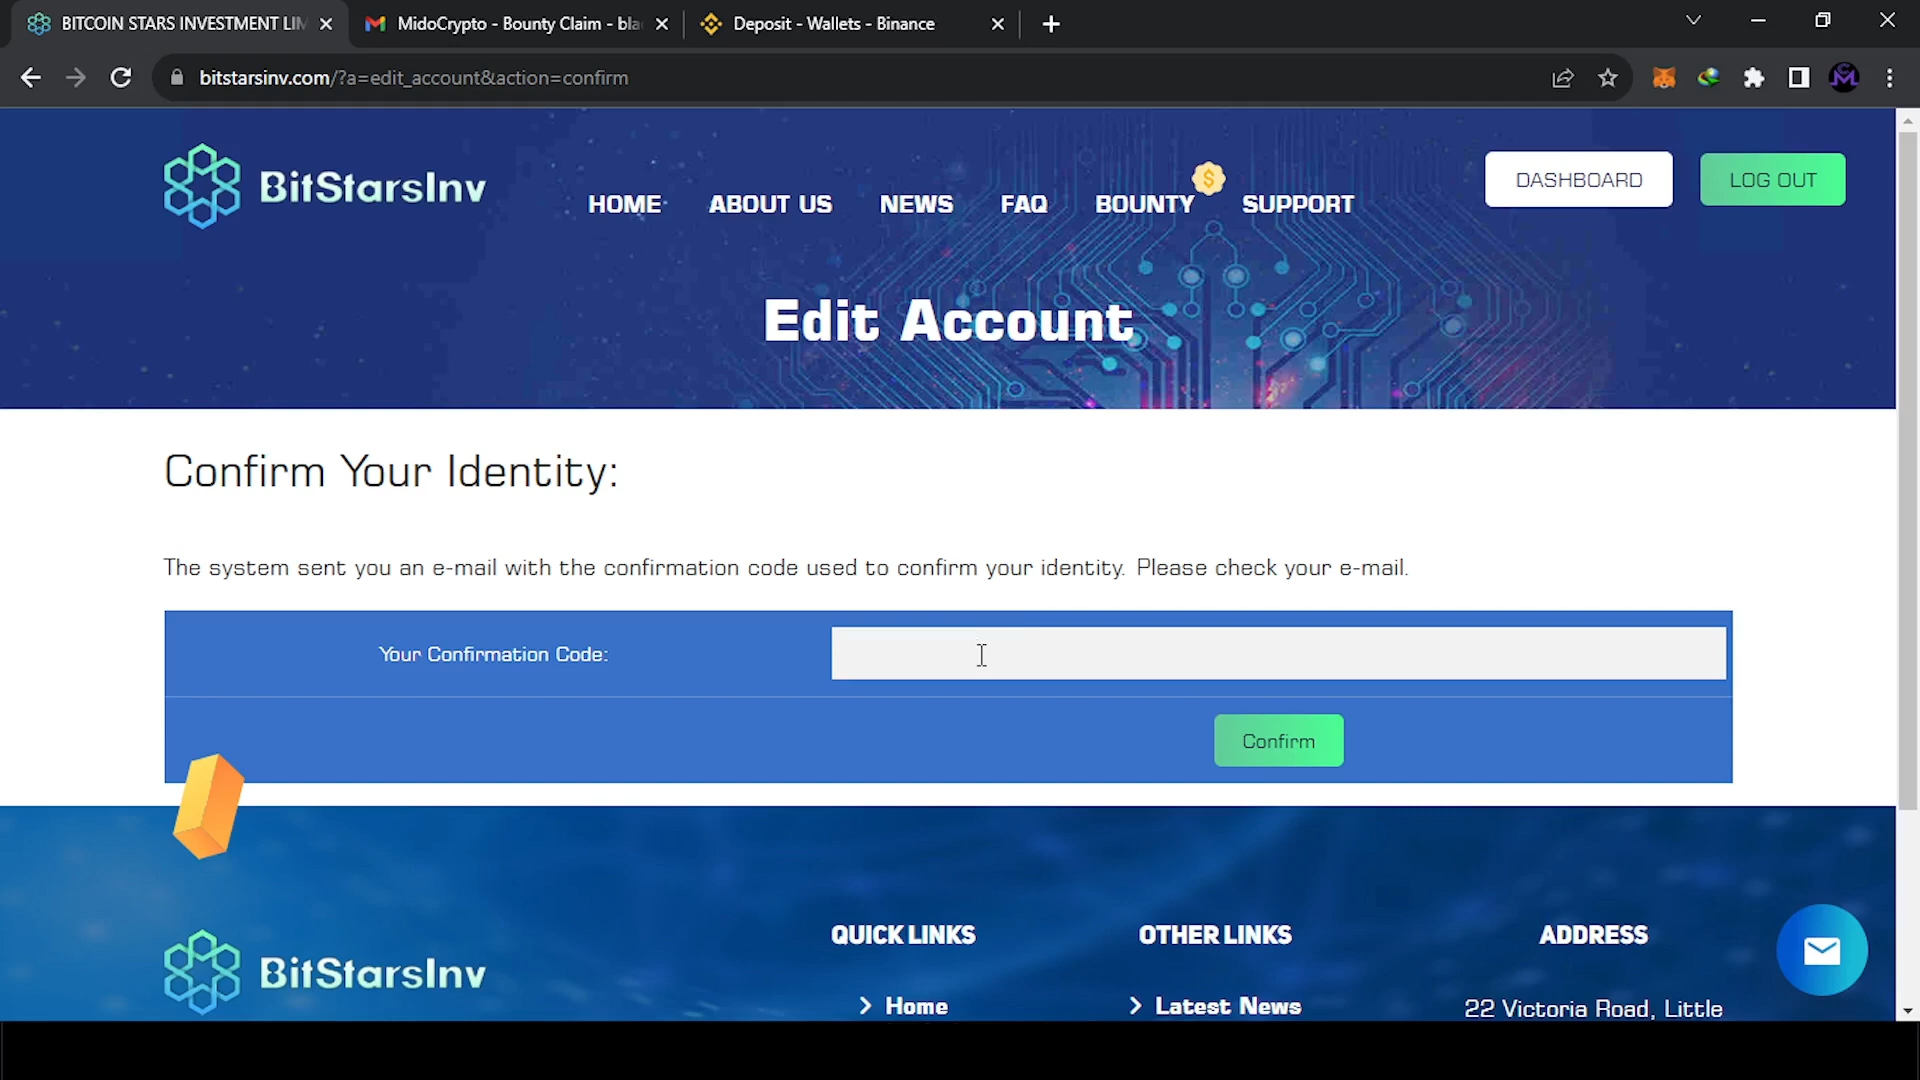 BITCOIN STARS INVESTMENT LIM
MidoCrypto - Bounty Claim - bla
Deposit - Wallets - Binance
bitstarsinv.com/?a=edit_account&action=confirm
BitStarsInv
HOME
ABOUT US
NEWS
FAQ
BOUNTY
$
SUPPORT
DASHBOARD
LOG OUT
Edit Account
Confirm Your Identity:
The system sent you an e-mail with the confirmation code used to confirm your identity. Please check your e-mail.
Your Confirmation Code:
Confirm
BitStarsInv
QUICK LINKS
Home
OTHER LINKS
Latest News
ADDRESS
22 Victoria Road, Little